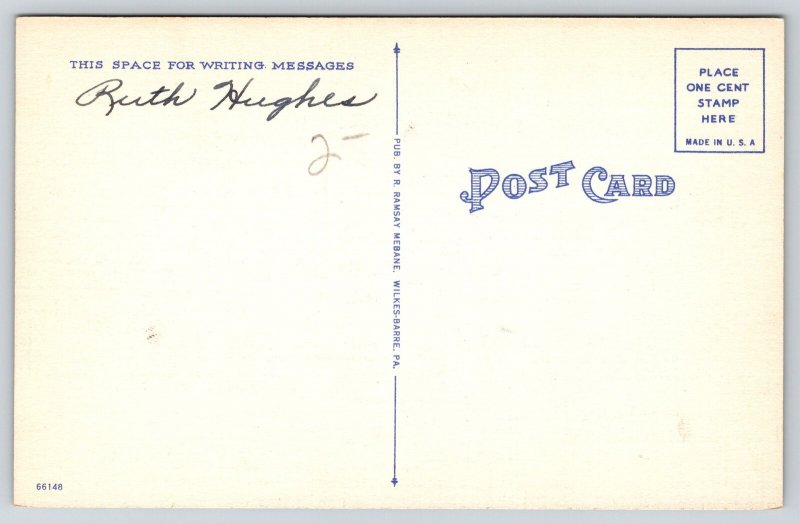 THIS SPACE FOR WRITING MESSAGES
Ruth Hughes
2-
PUB. BY R. RAMSAY MEBANE, WILKES-BARRE, PA.
POST CARD
PLACE
ONE CENT
STAMP
HERE
MADE IN U. S. A
66148